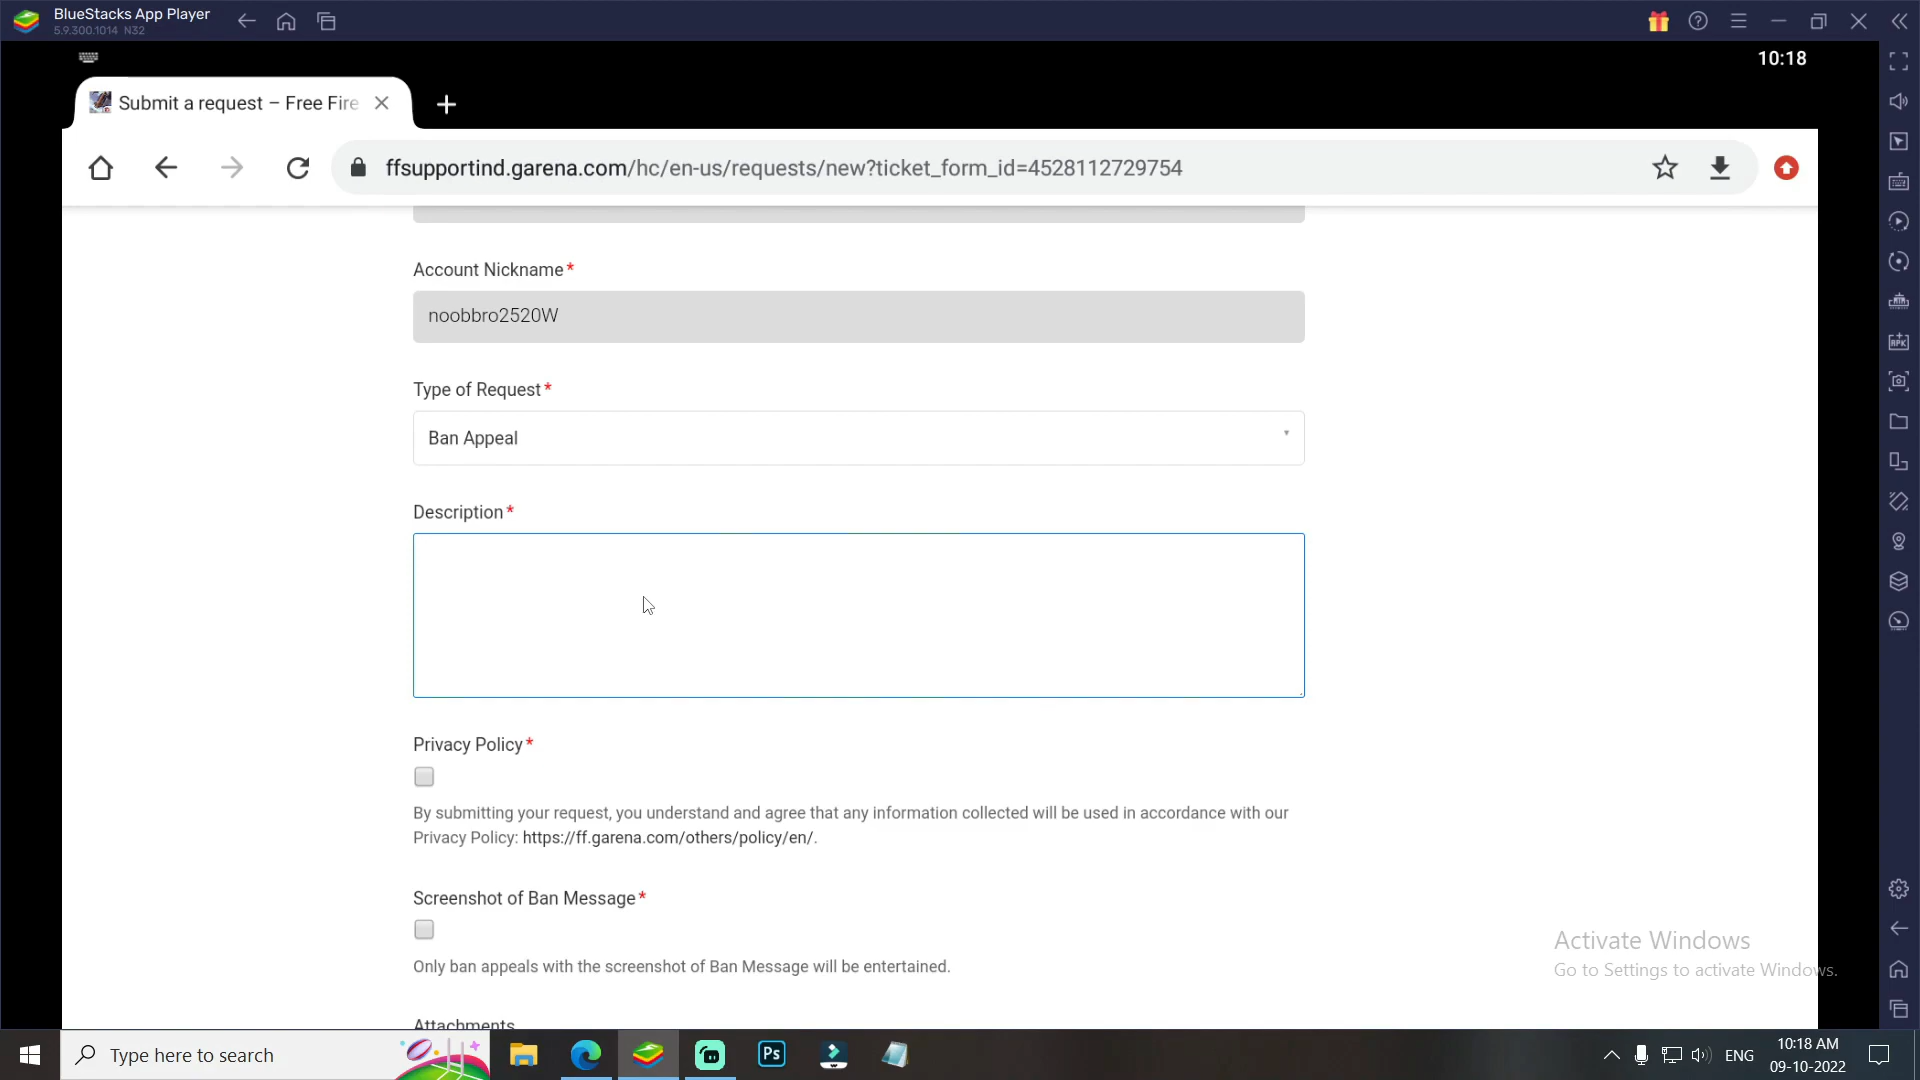 BlueStacks App Player
5.9.300.1014 N32
10:18
Submit a request – Free Fire
ffsupportind.garena.com/hc/en-us/requests/new?ticket_form_id=4528112729754
Account Nickname*
noobbro2520W
Type of Request*
Ban Appeal
Description*
Privacy Policy*
By submitting your request, you understand and agree that any information collected will be used in accordance with our
Privacy Policy: https://ff.garena.com/others/policy/en/.
Screenshot of Ban Message*
Only ban appeals with the screenshot of Ban Message will be entertained.
Attachments
Activate Windows
Go to Settings to activate Windows.
Type here to search
Ps
ENG
10:18 AM
09-10-2022